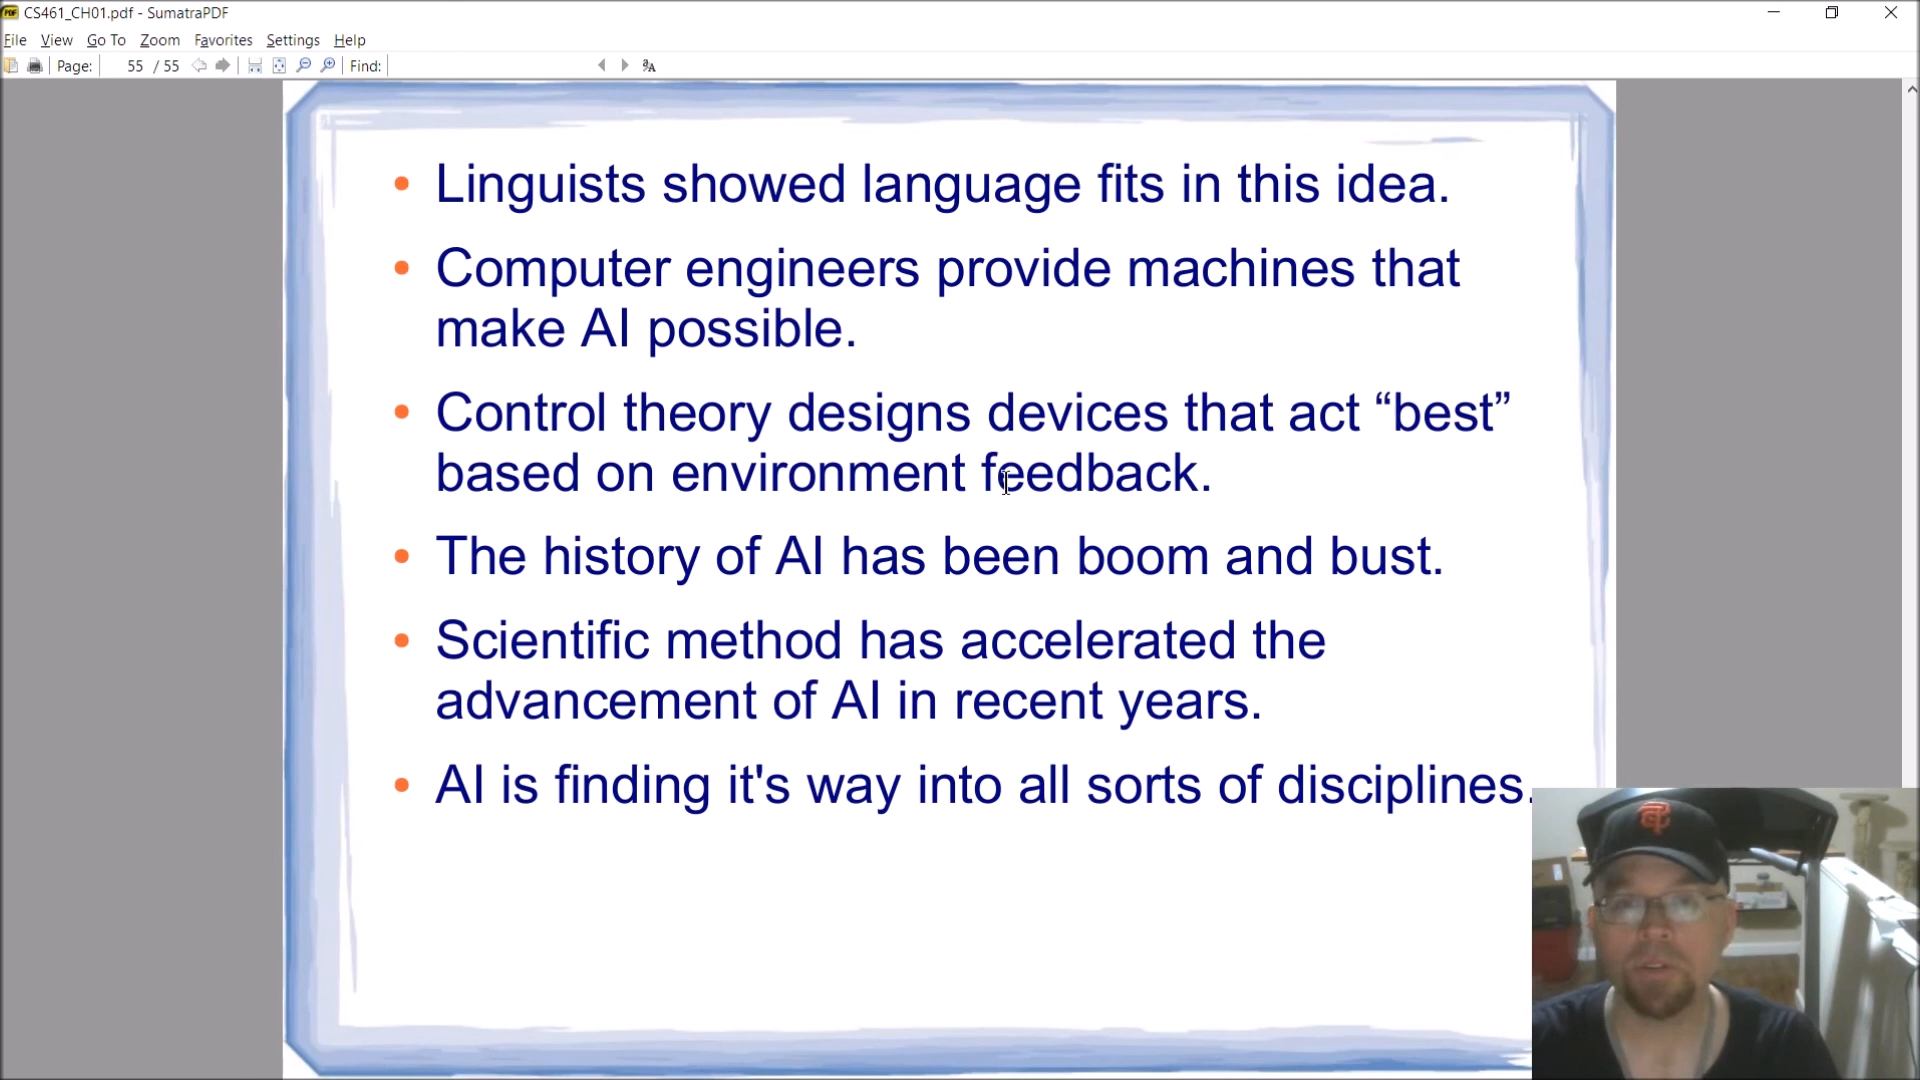 CS461_CH01.pdf - SumatraPDF
File View Go To Zoom Favorites Settings Help
Page: 55 / 55 Find:
• Linguists showed language fits in this idea.
• Computer engineers provide machines that
make AI possible.
• Control theory designs devices that act “best”
based on environment feedback.
• The history of AI has been boom and bust.
• Scientific method has accelerated the
advancement of AI in recent years.
• AI is finding it's way into all sorts of disciplines.